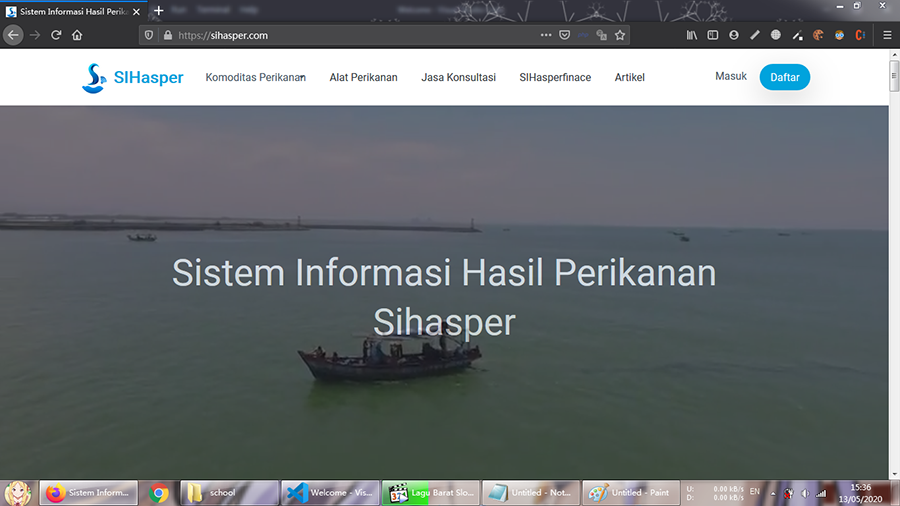 Sistem Informasi Hasil Perika
https://sihasper.com
SIHasper
Komoditas Perikanan
Alat Perikanan
Jasa Konsultasi
SIHasperfinace
Artikel
Masuk
Daftar
Sistem Informasi Hasil Perikanan
Sihasper
Sistem Inform...
school
Welcome - Vis...
Lagu Barat Slo...
Untitled - Not...
Untitled - Paint
U: 0.00 kB/s
D: 0.00 kB/s
EN
15:36
13/05/2020